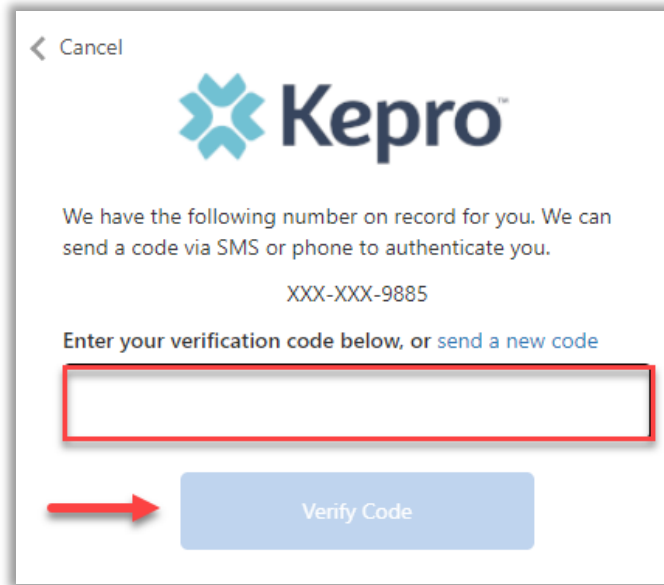 Cancel
Kepro™
We have the following number on record for you. We can
send a code via SMS or phone to authenticate you.
XXX-XXX-9885
Enter your verification code below, or send a new code
Verify Code